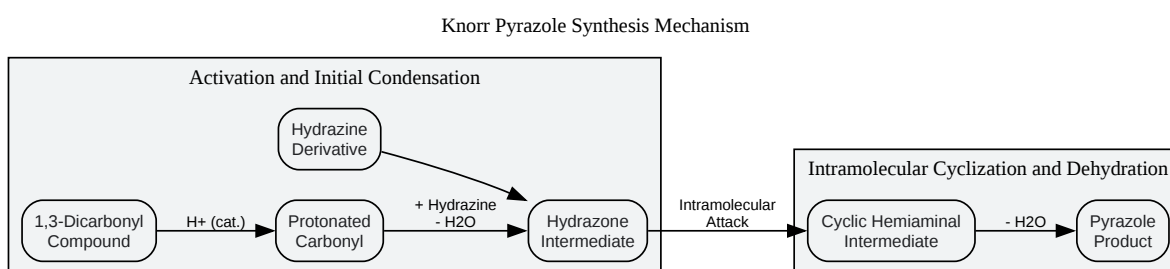 Knorr Pyrazole Synthesis Mechanism
Activation and Initial Condensation
Hydrazine
Derivative
1,3-Dicarbonyl
Compound
H+ (cat.)
Protonated
Carbonyl
+ Hydrazine
- H2O
Hydrazone
Intermediate
Intramolecular
Attack
Intramolecular Cyclization and Dehydration
Cyclic Hemiaminal
Intermediate
- H2O
Pyrazole
Product